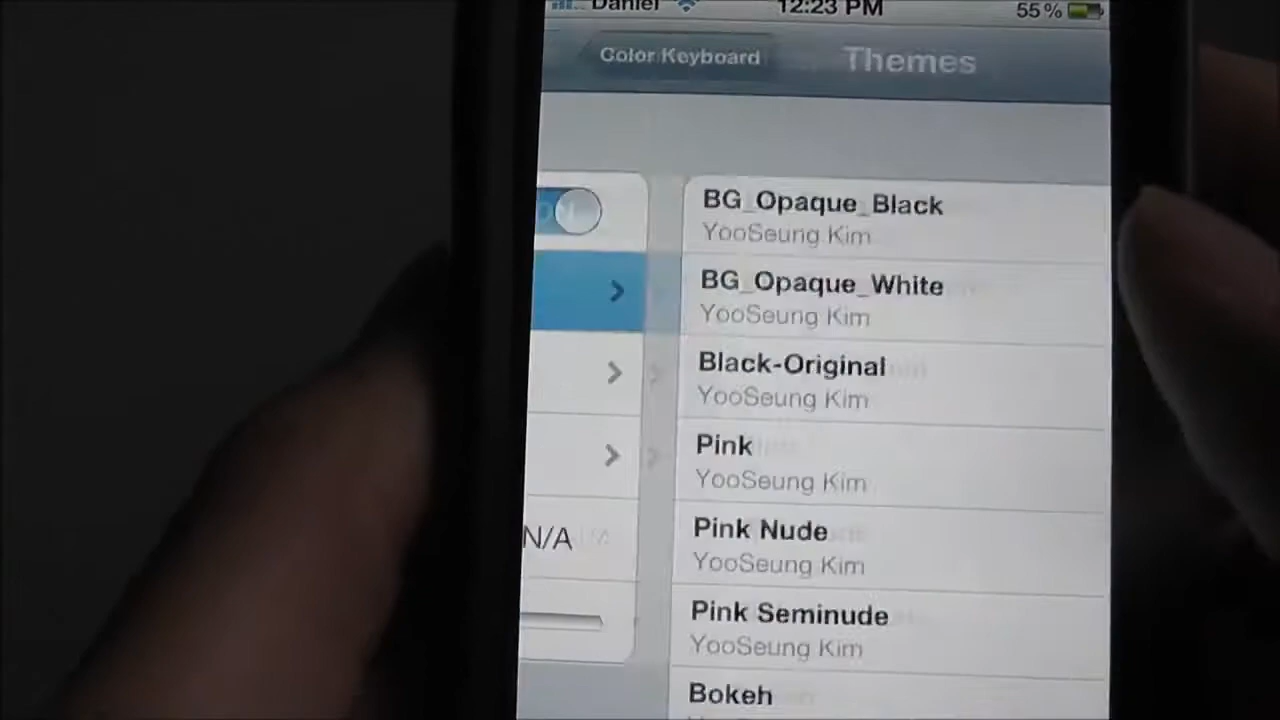 Daniel 12:23 PM 55%
Color Keyboard Themes
BG_Opaque_Black
YooSeung Kim
BG_Opaque_White
YooSeung Kim
Black-Original
YooSeung Kim
Pink
YooSeung Kim
N/A
Pink Nude
YooSeung Kim
Pink Seminude
YooSeung Kim
Bokeh